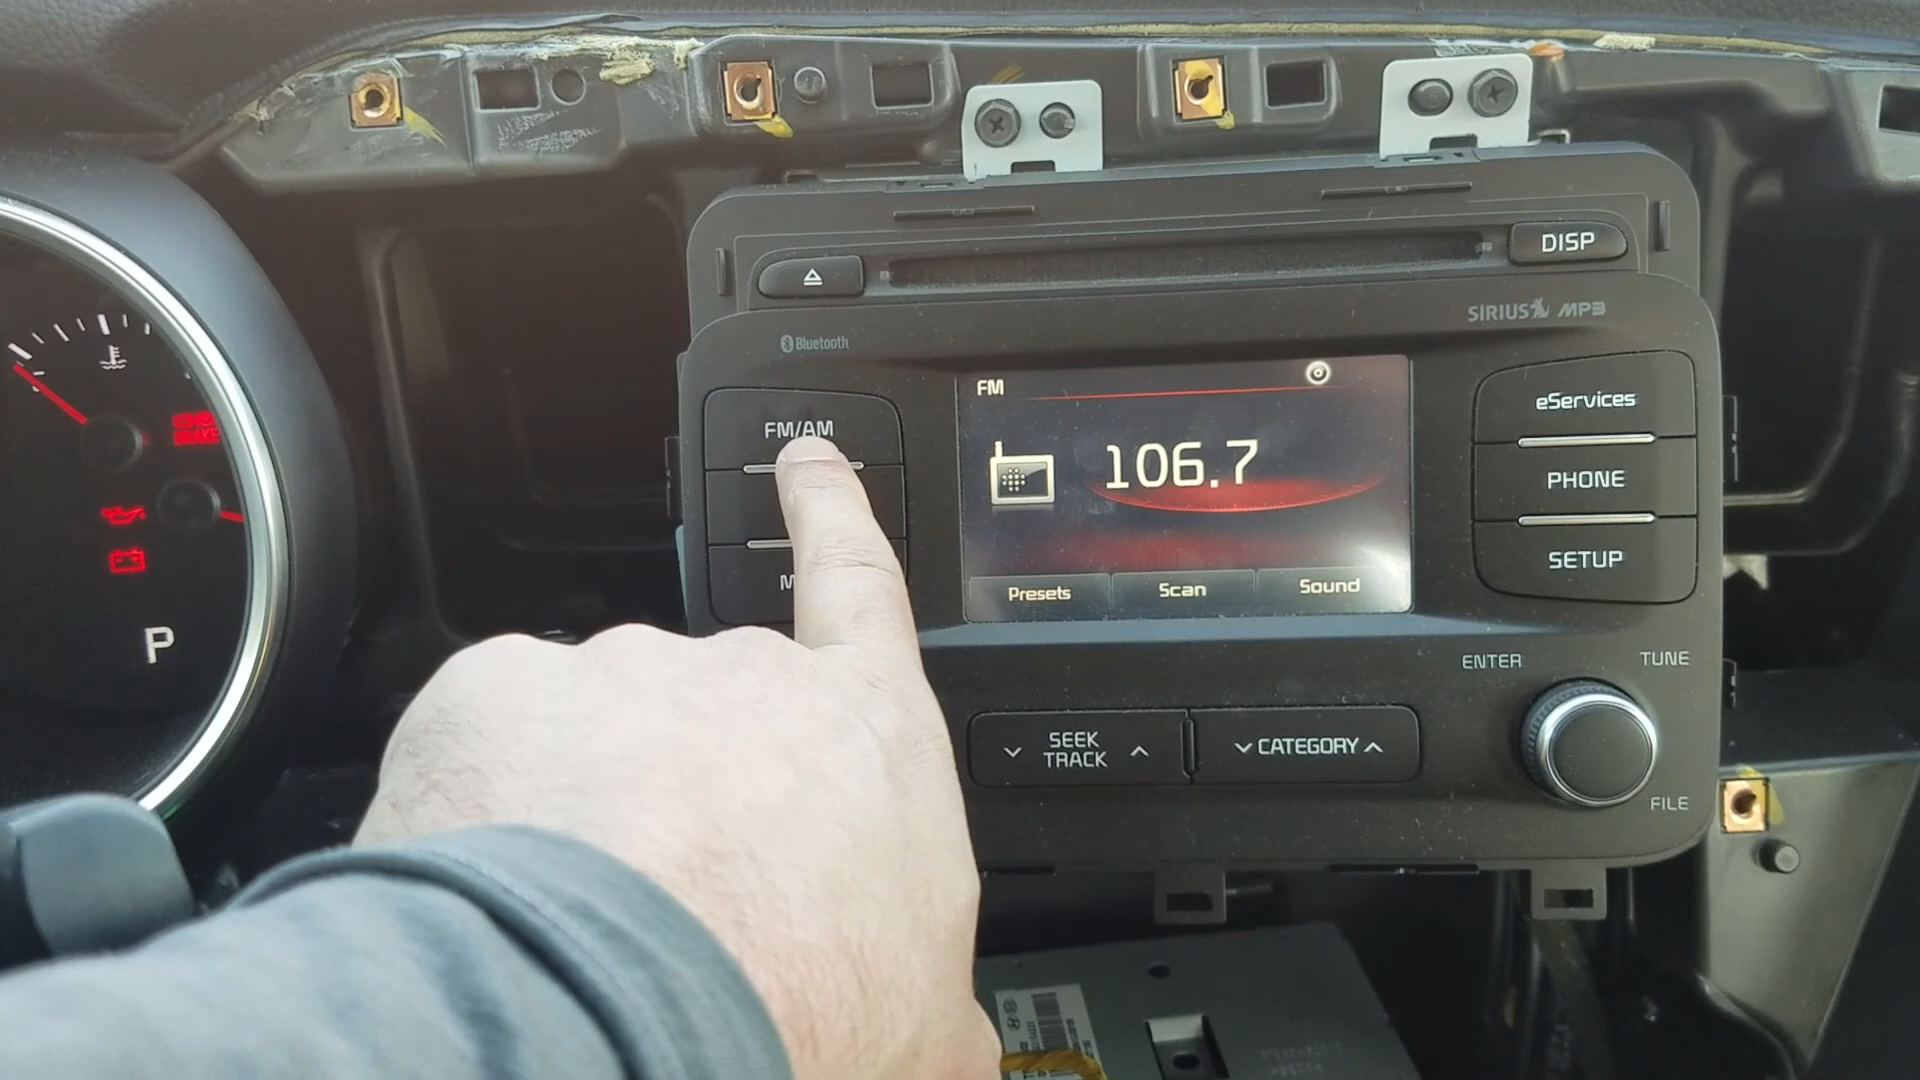 DISP
SIRIUS MP3
Bluetooth
FM/AM
M
FM
106.7
Presets
Scan
Sound
eServices
PHONE
SETUP
ENTER
TUNE
SEEK
TRACK
CATEGORY
FILE
BRAKE
P